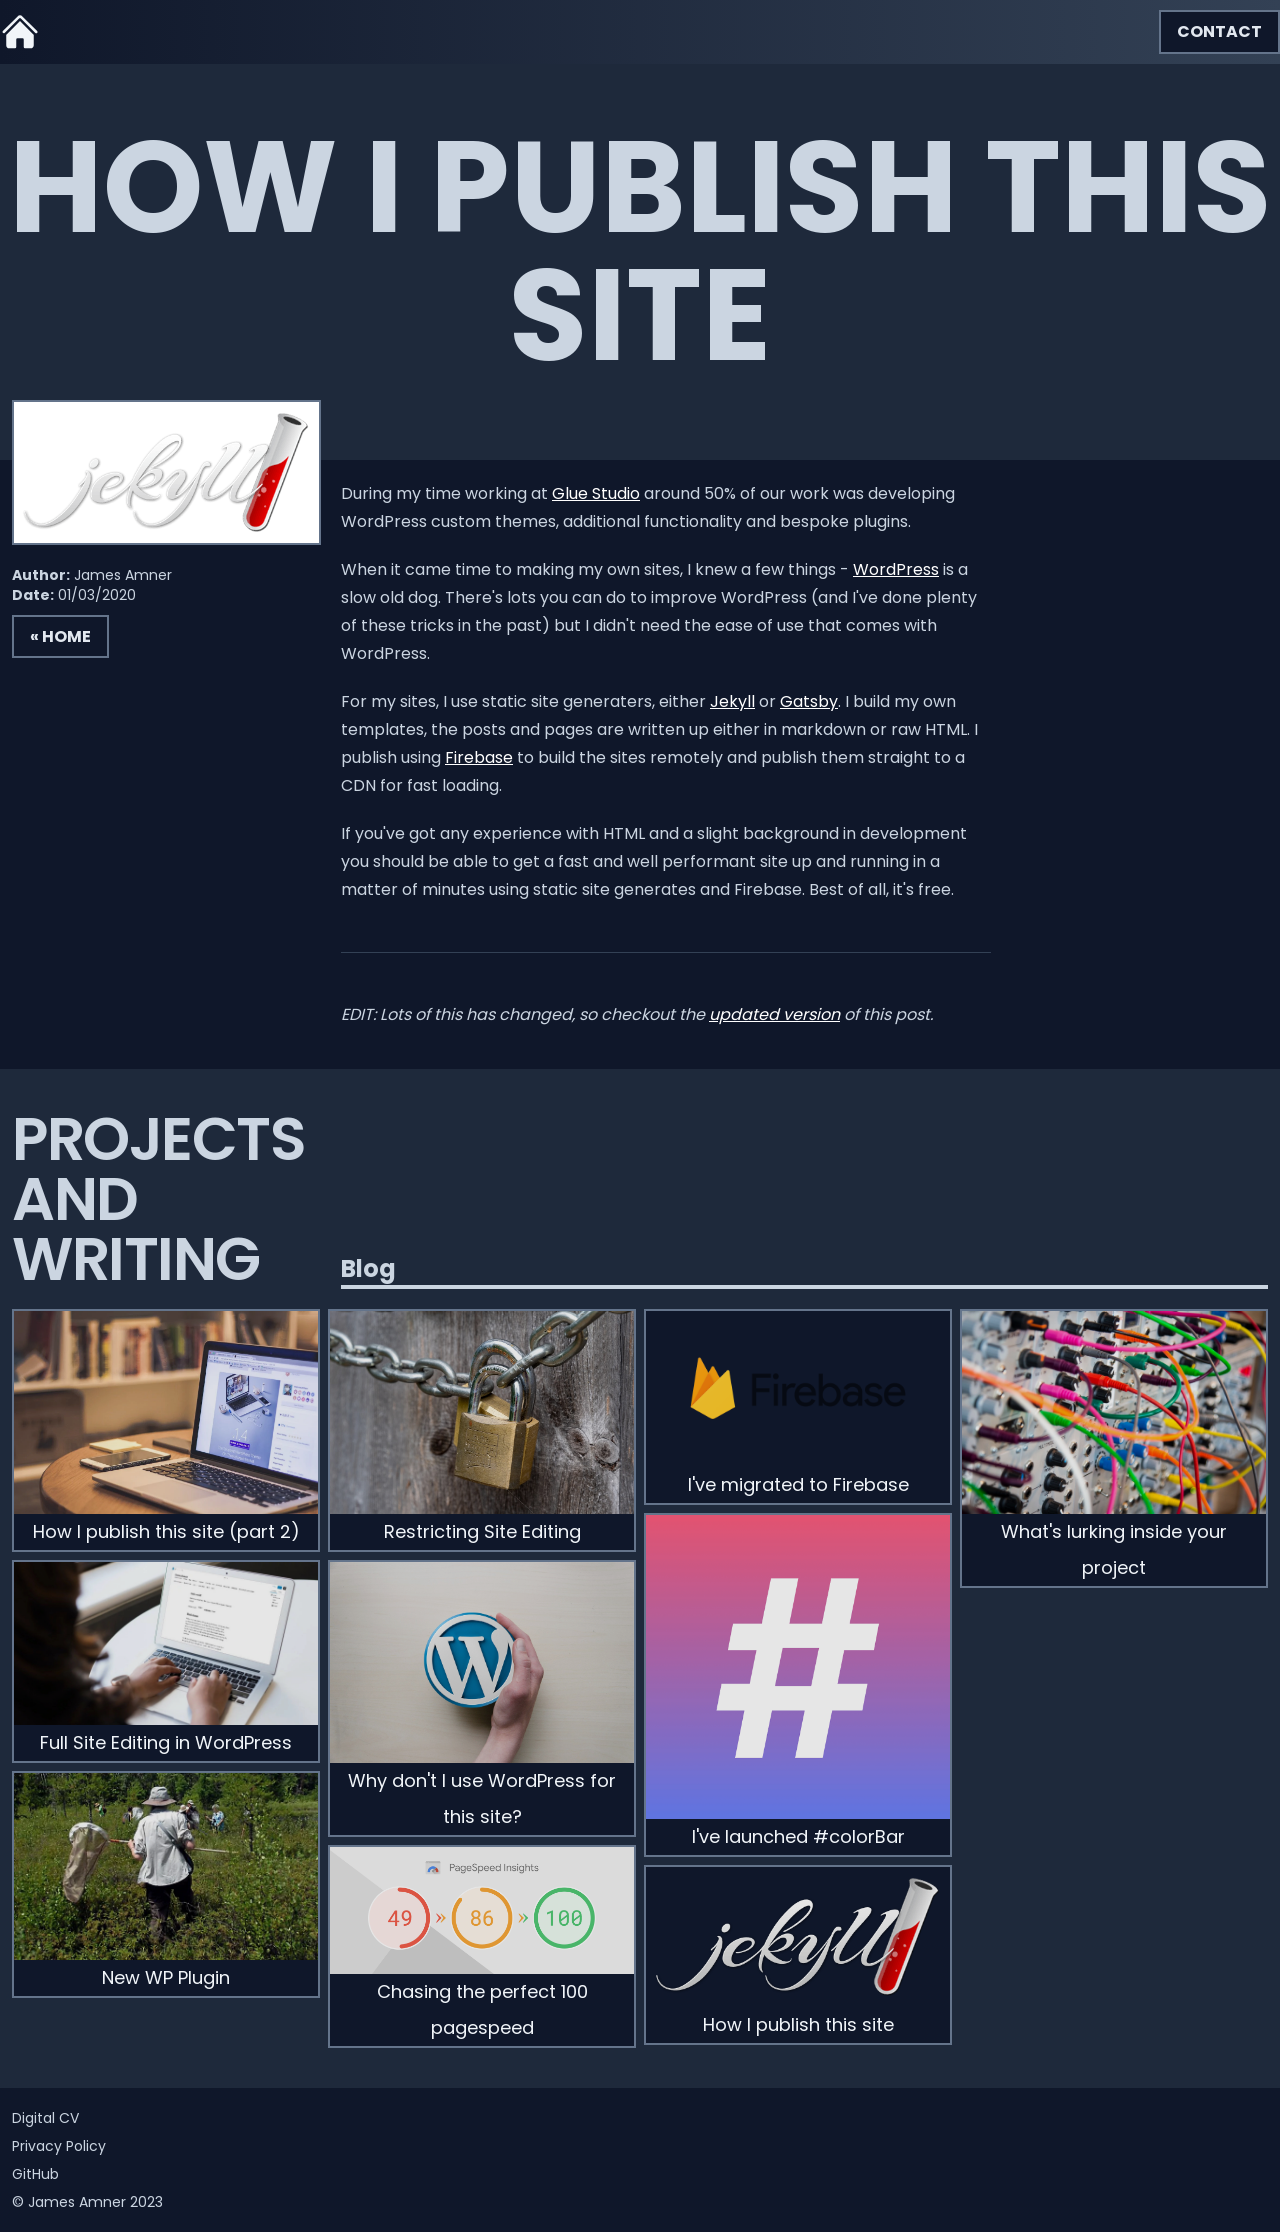 CONTACT
HOW I PUBLISH THIS
SITE
jekyll
Author: James Amner
Date: 01/03/2020
« HOME
During my time working at Glue Studio around 50% of our work was developing
WordPress custom themes, additional functionality and bespoke plugins.
When it came time to making my own sites, I knew a few things - WordPress is a
slow old dog. There's lots you can do to improve WordPress (and I've done plenty
of these tricks in the past) but I didn't need the ease of use that comes with
WordPress.
For my sites, I use static site generaters, either Jekyll or Gatsby. I build my own
templates, the posts and pages are written up either in markdown or raw HTML. I
publish using Firebase to build the sites remotely and publish them straight to a
CDN for fast loading.
If you've got any experience with HTML and a slight background in development
you should be able to get a fast and well performant site up and running in a
matter of minutes using static site generates and Firebase. Best of all, it's free.
EDIT: Lots of this has changed, so checkout the updated version of this post.
PROJECTS
AND
WRITING
Blog
How I publish this site (part 2)
Full Site Editing in WordPress
New WP Plugin
Restricting Site Editing
W
Why don't I use WordPress for
this site?
PageSpeed Insights
49 » 86 » 100
Chasing the perfect 100
pagespeed
Firebase
I've migrated to Firebase
#
I've launched #colorBar
jekyll
How I publish this site
What's lurking inside your
project
Digital CV
Privacy Policy
GitHub
© James Amner 2023